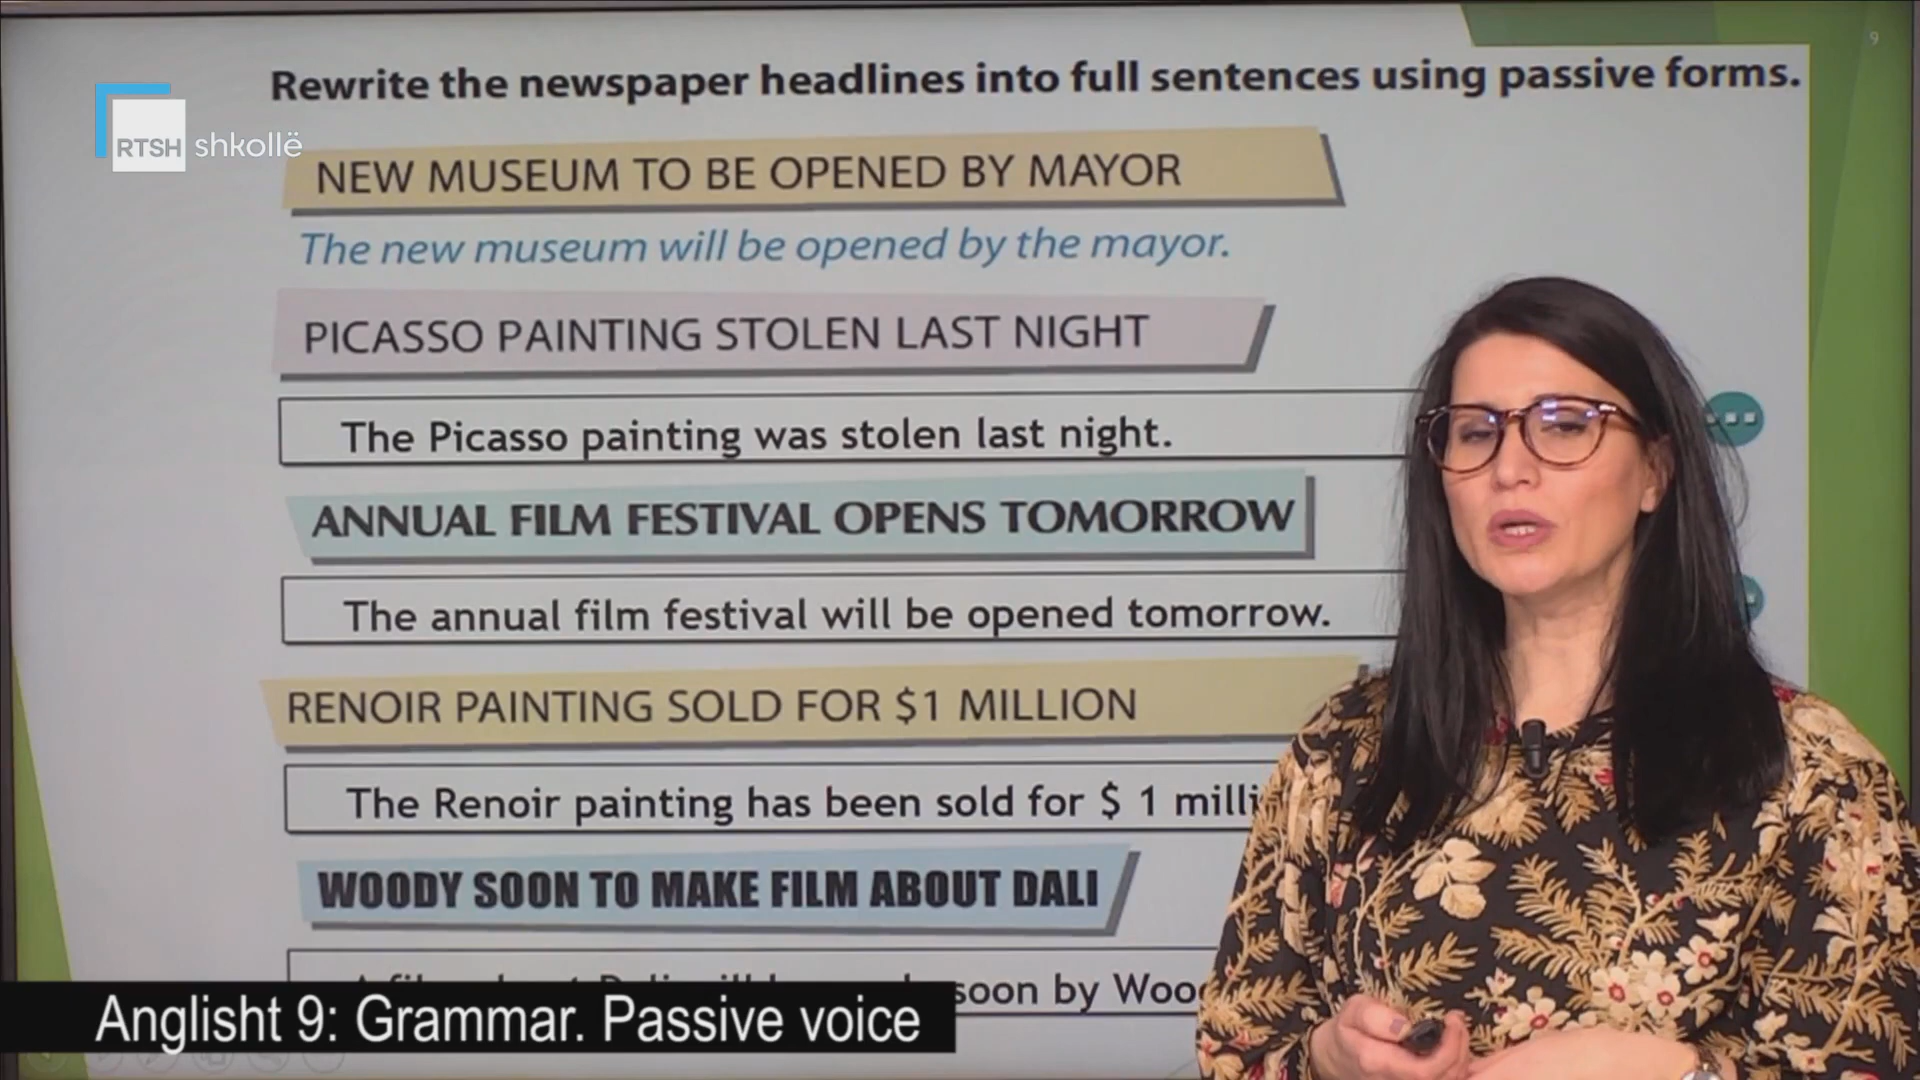 9
Rewrite the newspaper headlines into full sentences using passive forms.
RTSH shkollë
NEW MUSEUM TO BE OPENED BY MAYOR
The new museum will be opened by the mayor.
PICASSO PAINTING STOLEN LAST NIGHT
The Picasso painting was stolen last night.
ANNUAL FILM FESTIVAL OPENS TOMORROW
The annual film festival will be opened tomorrow.
RENOIR PAINTING SOLD FOR $1 MILLION
The Renoir painting has been sold for $ 1 milli
WOODY SOON TO MAKE FILM ABOUT DALI
soon by Woo
Anglisht 9: Grammar. Passive voice